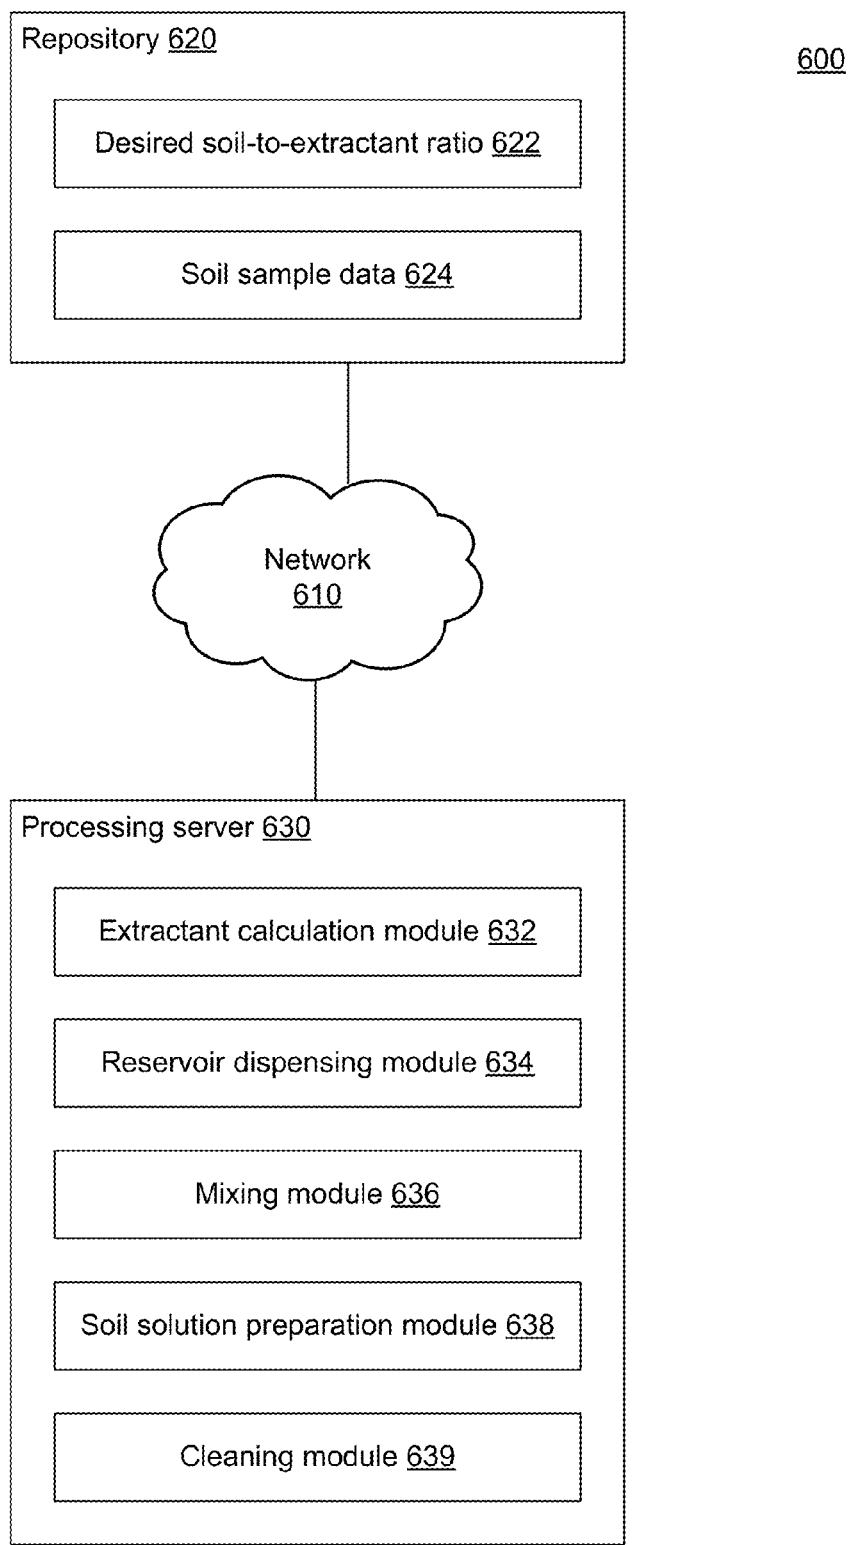 Repository 620
600
Desired soil-to-extractant ratio 622
Soil sample data 624
Network
610
Processing server 630
Extractant calculation module 632
Reservoir dispensing module 634
Mixing module 636
Soil solution preparation module 638
Cleaning module 639